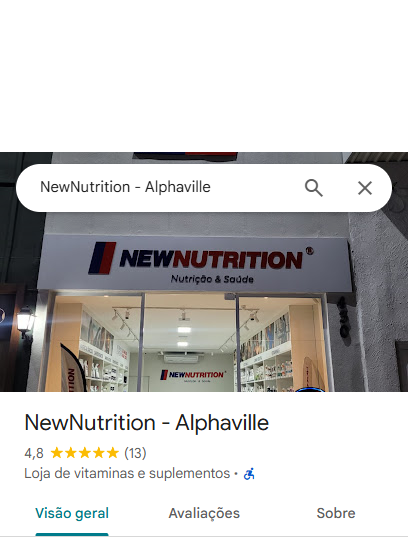 NewNutrition - Alphaville
NEWNUTRITION®
Nutrição & Saúde
NEWNUTRITION
NewNutrition - Alphaville
4,8 ★★★★★ (13)
Loja de vitaminas e suplementos ·
Visão geral Avaliações Sobre